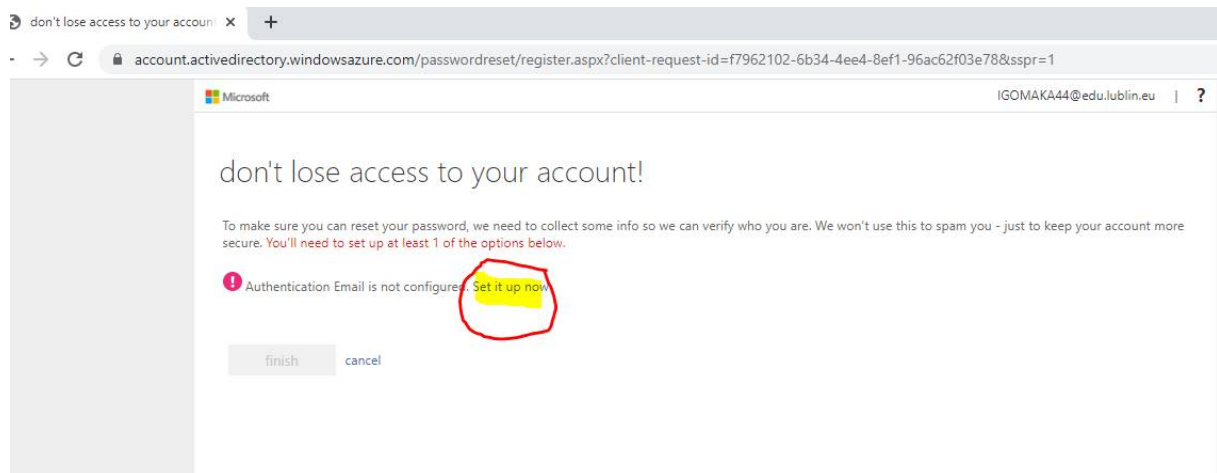 don't lose access to your accoun
account.activedirectory.windowsazure.com/passwordreset/register.aspx?client-request-id=f7962102-6b34-4ee4-8ef1-96ac62f03e78&sspr=1
Microsoft
IGOMAKA44@edu.lublin.eu | ?
don't lose access to your account!
To make sure you can reset your password, we need to collect some info so we can verify who you are. We won't use this to spam you - just to keep your account more
secure. You'll need to set up at least 1 of the options below.
! Authentication Email is not configured. Set it up now
finish cancel